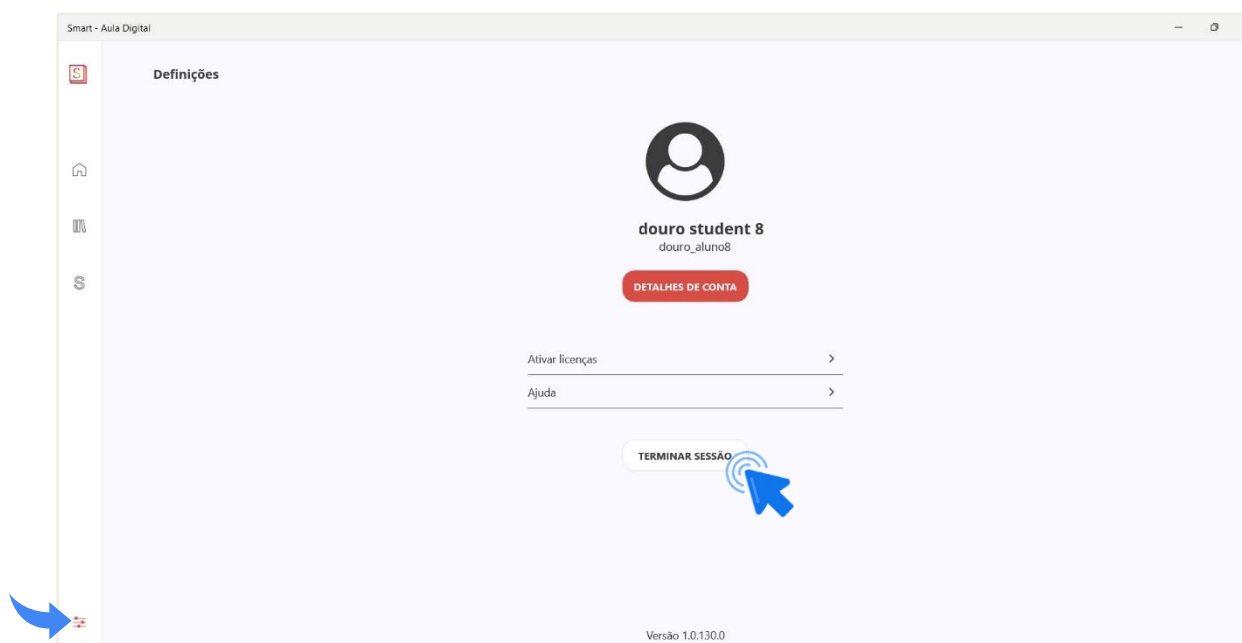 Smart - Aula Digital
S
Definições
S
douro student 8
douro_aluno8
DETALHES DE CONTA
Ativar licenças
Ajuda
TERMINAR SESSÃO
Versão 1.0.130.0